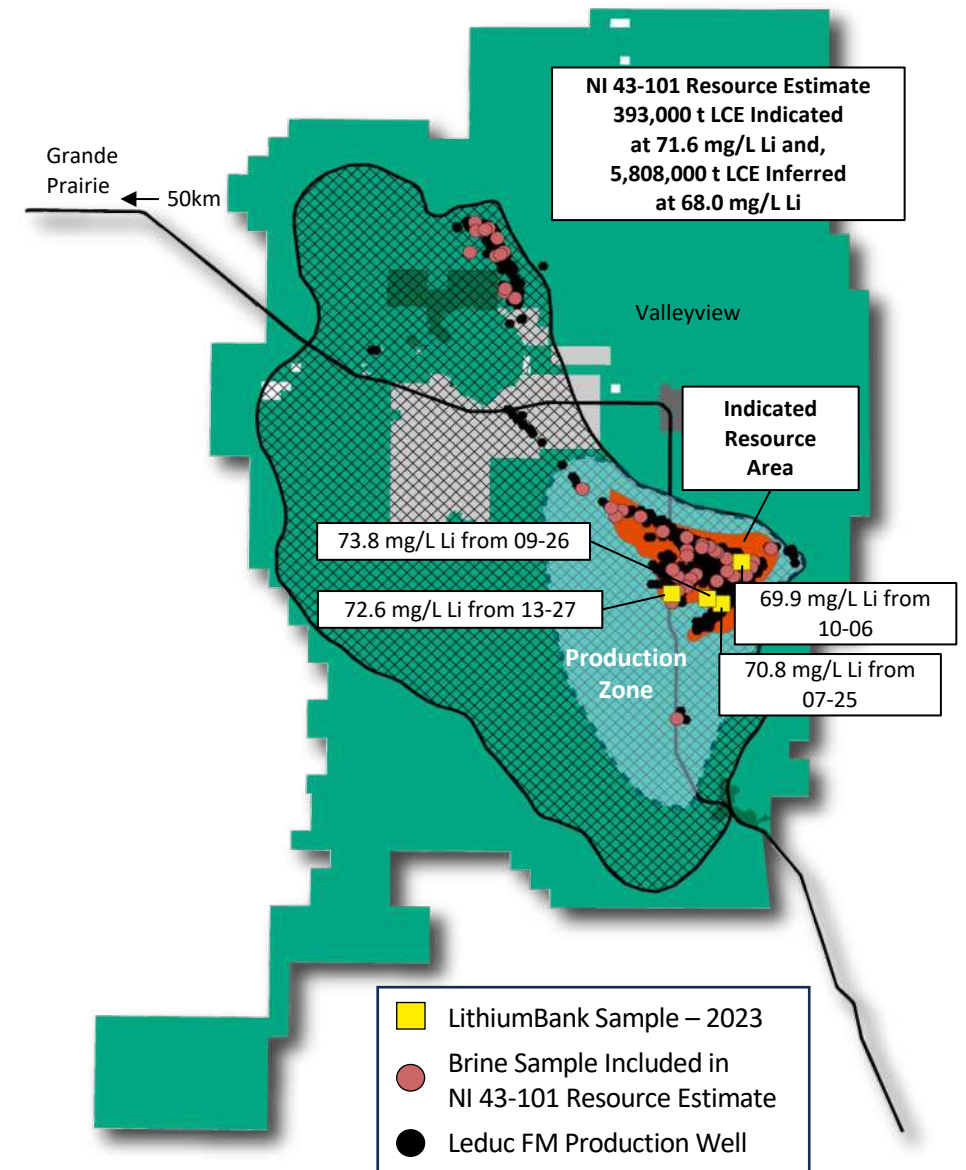 NI 43-101 Resource Estimate
393,000 t LCE Indicated
at 71.6 mg/L Li and,
5,808,000 t LCE Inferred
at 68.0 mg/L Li
Grande
Prairie
50km
Valleyview
Indicated
Resource
Area
73.8 mg/L Li from 09-26
72.6 mg/L Li from 13-27
69.9 mg/L Li from
10-06
Production
Zone
70.8 mg/L Li from
07-25
LithiumBank Sample – 2023
Brine Sample Included in
NI 43-101 Resource Estimate
Leduc FM Production Well